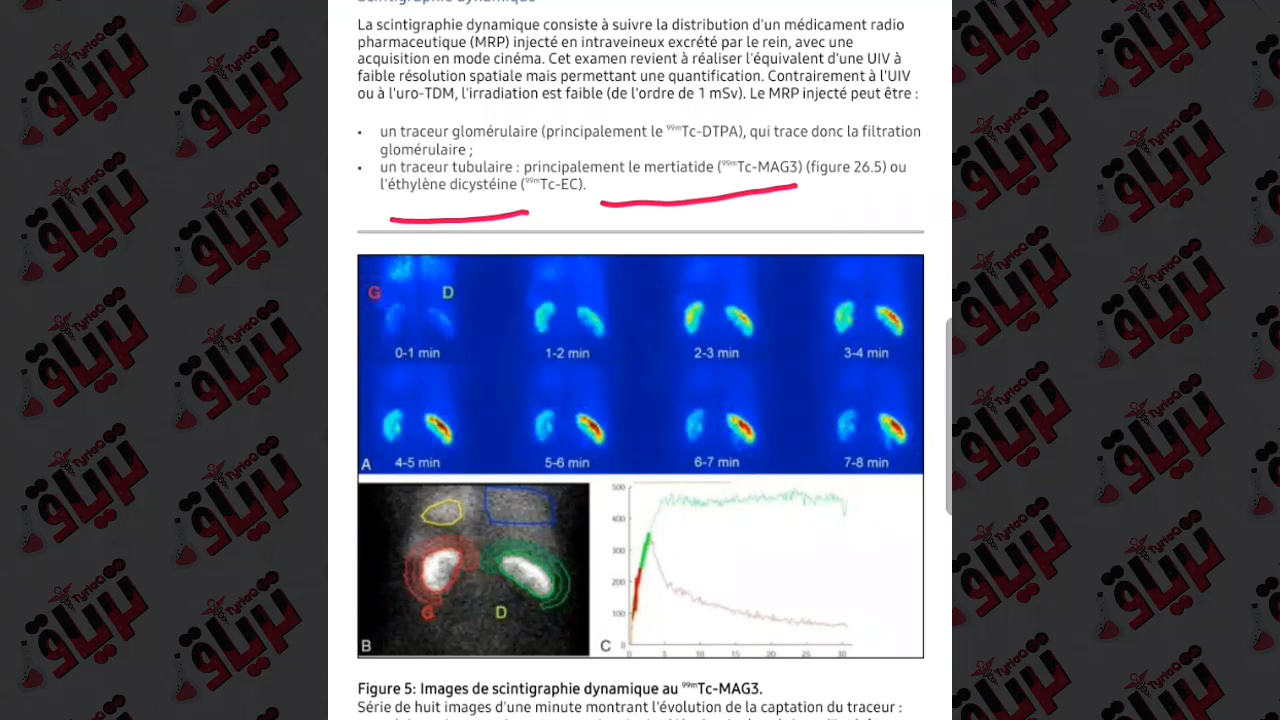 Scintigraphie dynamique
La scintigraphie dynamique consiste à suivre la distribution d'un médicament radio
pharmaceutique (MRP) injecté en intraveineux excrété par le rein, avec une
acquisition en mode cinéma. Cet examen revient à réaliser l'équivalent d'une UIV à
faible résolution spatiale mais permettant une quantification. Contrairement à l'UIV
ou à l'uro-TDM, l'irradiation est faible (de l'ordre de 1 mSv). Le MRP injecté peut être :
• un traceur glomérulaire (principalement le 99mTc-DTPA), qui trace donc la filtration
glomérulaire ;
• un traceur tubulaire : principalement le mertiatide (99mTc-MAG3) (figure 26.5) ou
l'éthylène dicystéine (99mTc-EC).
G D
0-1 min 1-2 min 2-3 min 3-4 min
A 4-5 min 5-6 min 6-7 min 7-8 min
500
400
300
200
100
0
G D
B C
0 5 10 15 20 25 30
Figure 5: Images de scintigraphie dynamique au 99mTc-MAG3.
Série de huit images d'une minute montrant l'évolution de la captation du traceur :
ترياق
TyriaQ